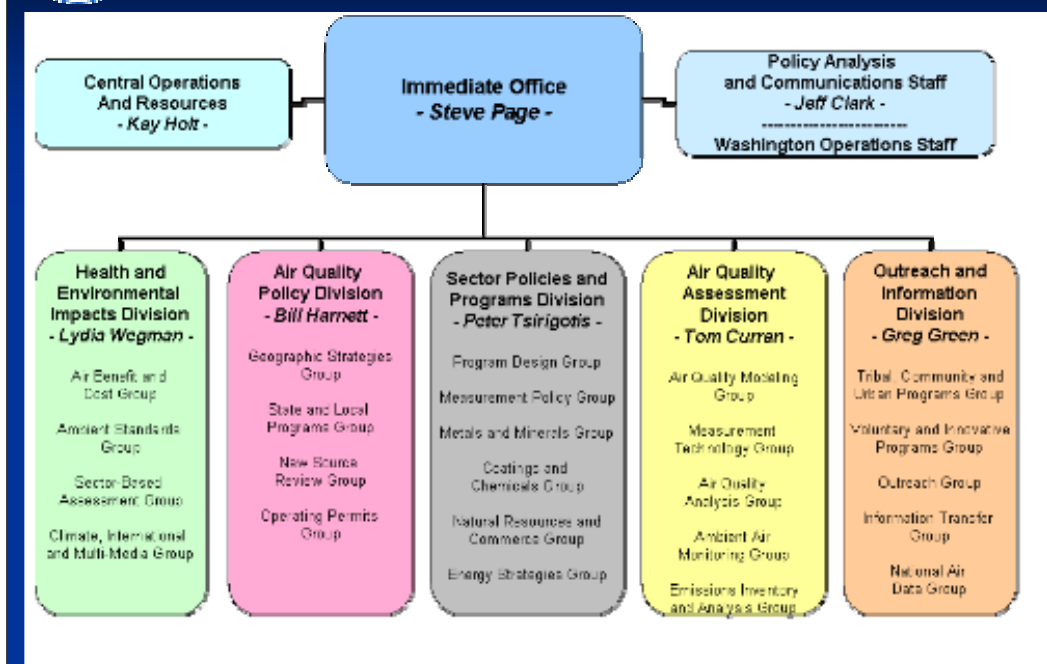 Central Operations
And Resources
- Kay Holt -
Immediate Office
- Steve Page -
Policy Analysis
and Communications Staff
- Jeff Clark -
------------------------
Washington Operations Staff
Health and
Environmental
Impacts Division
- Lydia Wegman -
Air Benefit and
Cost Group
Ambient Standards
Group
Sector-Based
Assessment Group
Climate, International
and Multi-Media Group
Air Quality
Policy Division
- Bill Harnett -
Geographic Strategies
Group
State and Local
Programs Group
New Source
Review Group
Operating Permits
Group
Sector Policies and
Programs Division
- Peter Tsirigotis -
Program Design Group
Measurement Policy Group
Metals and Minerals Group
Coatings and
Chemicals Group
Natural Resources and
Commerce Group
Energy Strategies Group
Air Quality
Assessment
Division
- Tom Curran -
Air Quality Modeling
Group
Measurement
Technology Group
Air Quality
Analysis Group
Ambient Air
Monitoring Group
Emissions Inventory
and Analysis Group
Outreach and
Information
Division
- Greg Green -
Tribal, Community and
Urban Programs Group
Voluntary and Innovative
Programs Group
Outreach Group
Information Transfer
Group
National Air
Data Group